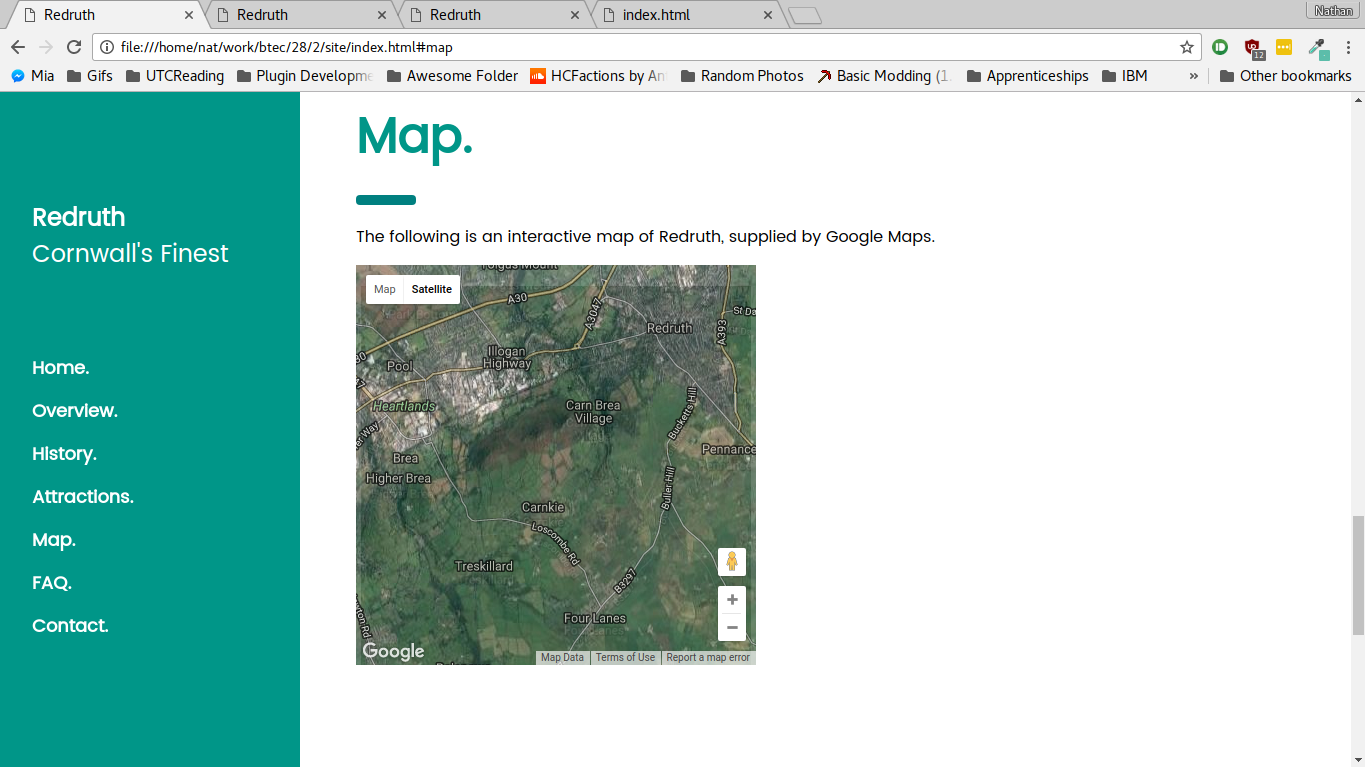 Redruth Redruth Redruth index.html Nathan
file:///home/nat/work/btec/28/2/site/index.html#map 12
Mia Gifs UTCReading Plugin Developme Awesome Folder HCFactions by An Random Photos Basic Modding (1. Apprenticeships IBM » Other bookmarks
Redruth
Cornwall's Finest
Home.
Overview.
History.
Attractions.
Map.
FAQ.
Contact.
Map.
The following is an interactive map of Redruth, supplied by Google Maps.
Map Satellite
A30
A3047
St Da
Redruth
A393
Illogan
Highway
Pool
Heartlands
Carn Brea
Village
Bucketts Hill
Brea
Pennance
Higher Brea
Buller Hill
Carnkie
Loscombe Rd
Treskillard
B3297
Four Lanes
Google
Map Data Terms of Use Report a map error